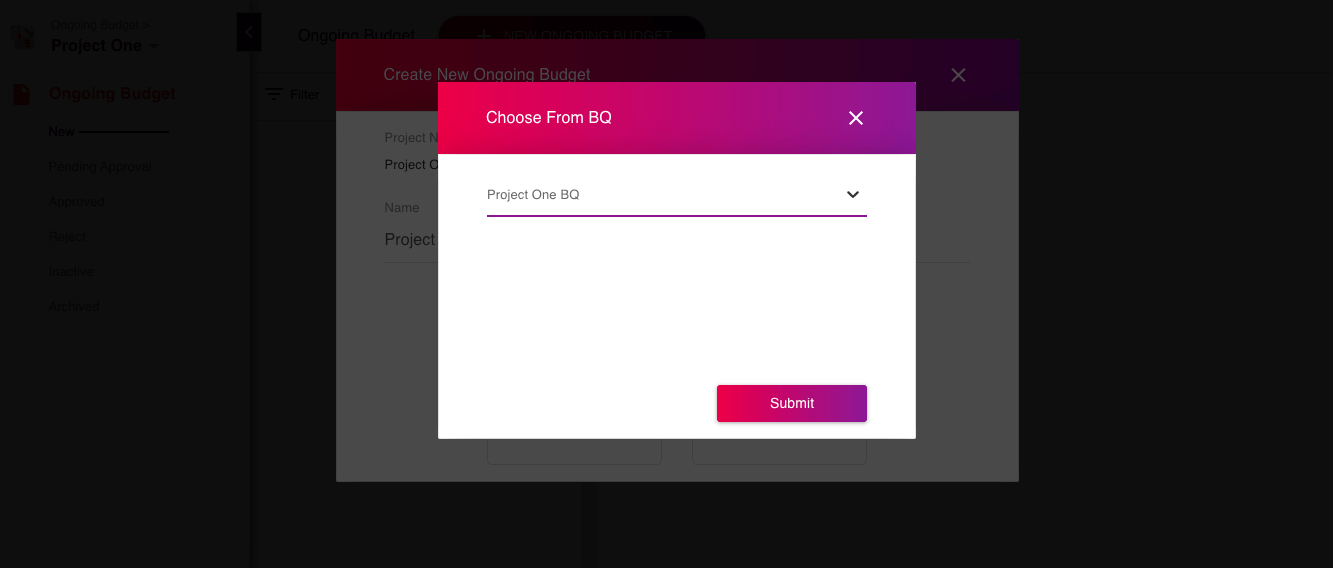 Ongoing Budget >
Project One
Ongoing Budget
New
Pending Approval
Approved
Reject
Inactive
Archived
Ongoing Budget
+ NEW ONGOING BUDGET
Filter
Create New Ongoing Budget
Project N
Project O
Name
Project
Choose From BQ
Project One BQ
Submit